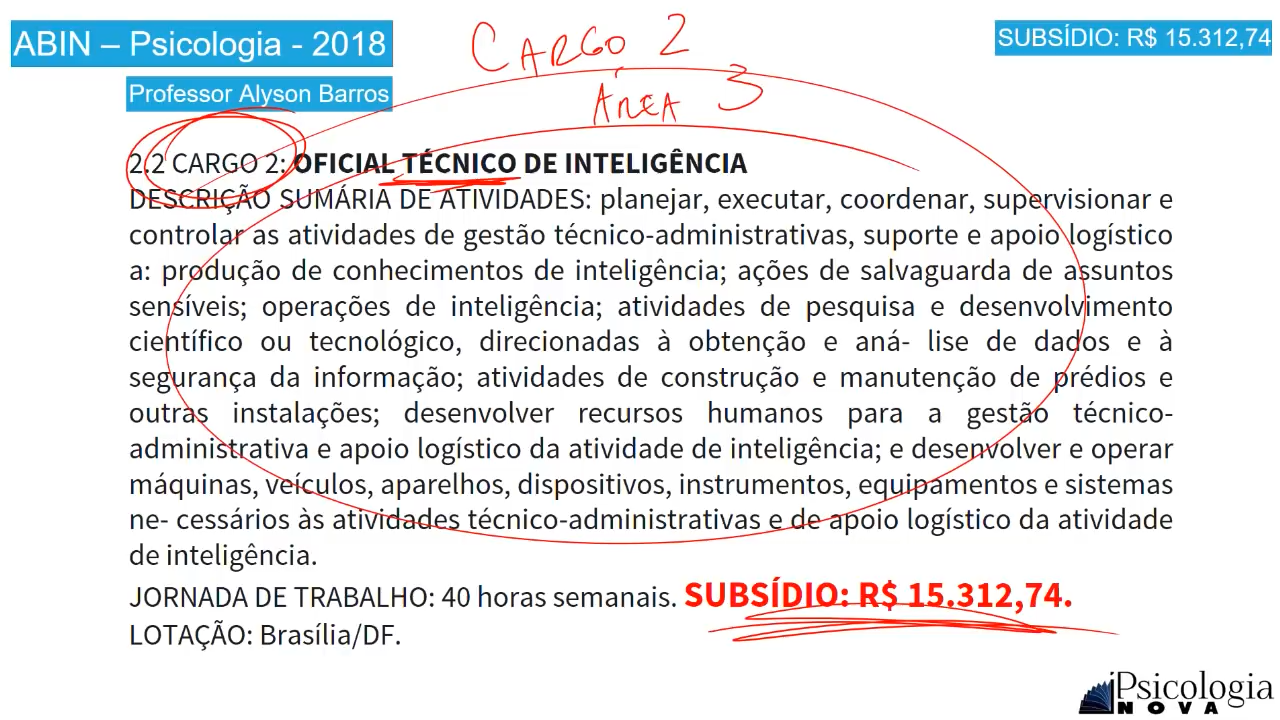 ABIN – Psicologia - 2018
CARGO 2
SUBSÍDIO: R$ 15.312,74
Professor Alyson Barros
ÁREA 3
2.2 CARGO 2: OFICIAL TÉCNICO DE INTELIGÊNCIA
DESCRIÇÃO SUMÁRIA DE ATIVIDADES: planejar, executar, coordenar, supervisionar e
controlar as atividades de gestão técnico-administrativas, suporte e apoio logístico
a: produção de conhecimentos de inteligência; ações de salvaguarda de assuntos
sensíveis; operações de inteligência; atividades de pesquisa e desenvolvimento
científico ou tecnológico, direcionadas à obtenção e aná- lise de dados e à
segurança da informação; atividades de construção e manutenção de prédios e
outras instalações; desenvolver recursos humanos para a gestão técnico-
administrativa e apoio logístico da atividade de inteligência; e desenvolver e operar
máquinas, veículos, aparelhos, dispositivos, instrumentos, equipamentos e sistemas
ne- cessários às atividades técnico-administrativas e de apoio logístico da atividade
de inteligência.
JORNADA DE TRABALHO: 40 horas semanais. SUBSÍDIO: R$ 15.312,74.
LOTAÇÃO: Brasília/DF.
Psicologia
NOVA